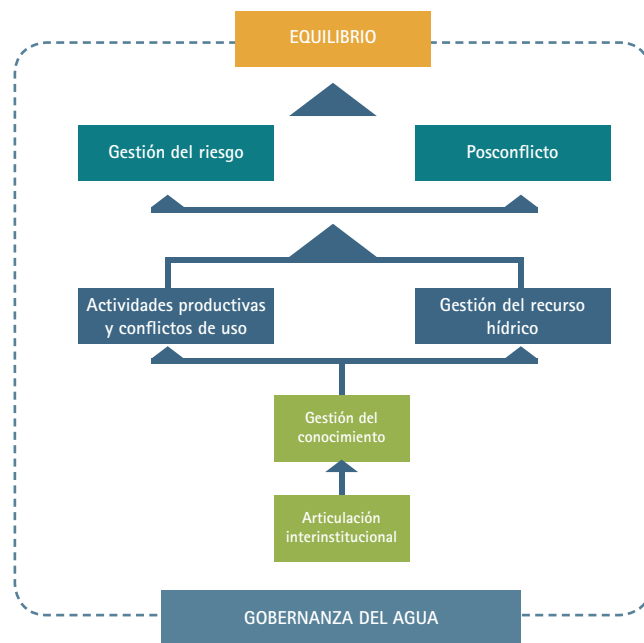 EQUILIBRIO
Gestión del riesgo
Posconflicto
Actividades productivas
y conflictos de uso
Gestión del recurso
hídrico
Gestión del
conocimiento
Articulación
interinstitucional
GOBERNANZA DEL AGUA